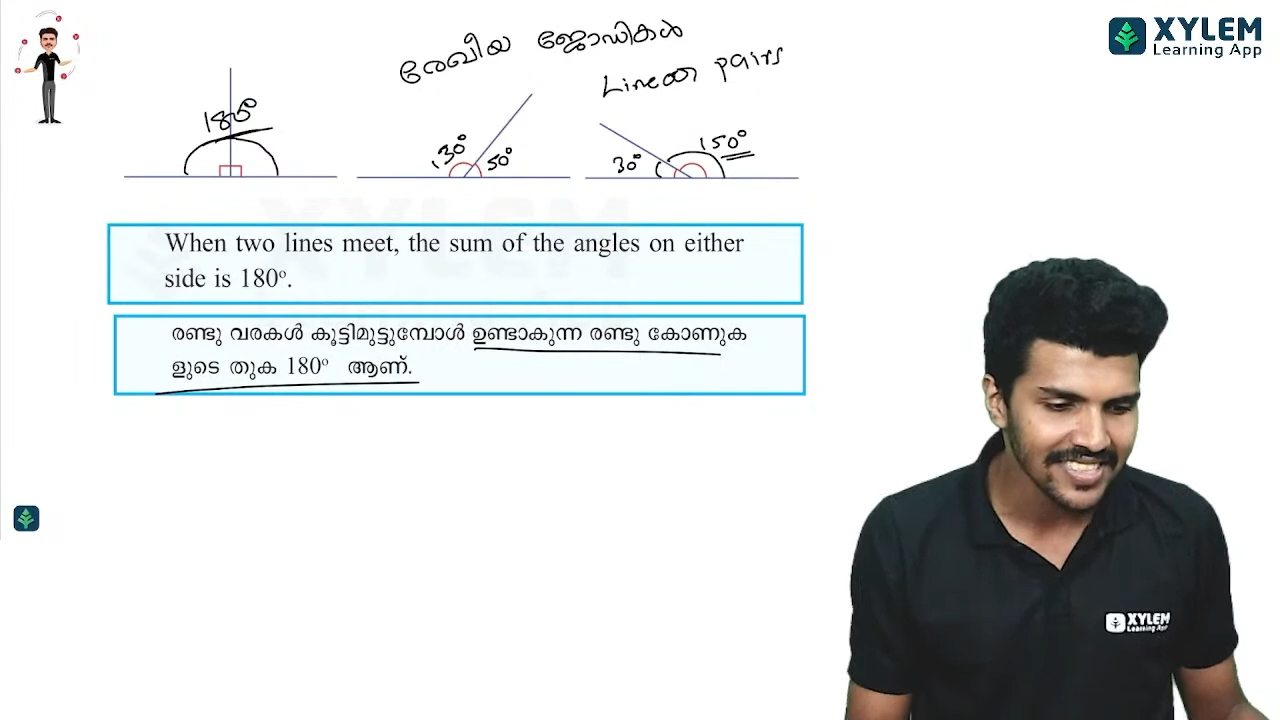 XYLEM
Learning App
രേഖീയ ജോഡികൾ
Linear pairs
180°
130°
50°
30°
150°
When two lines meet, the sum of the angles on either
side is 180°.
രണ്ടു വരകൾ കൂട്ടിമുട്ടുമ്പോൾ ഉണ്ടാകുന്ന രണ്ടു കോണുക
ളുടെ തുക 180° ആണ്.
XYLEM
Learning App